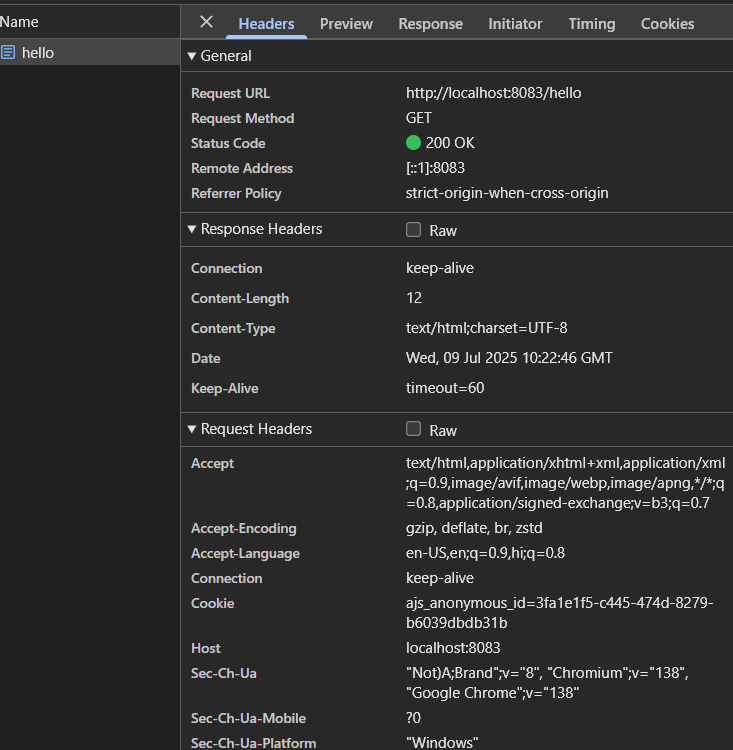 Name
Headers Preview Response Initiator Timing Cookies
hello
General
Request URL http://localhost:8083/hello
Request Method GET
Status Code 200 OK
Remote Address [::1]:8083
Referrer Policy strict-origin-when-cross-origin
Response Headers Raw
Connection keep-alive
Content-Length 12
Content-Type text/html;charset=UTF-8
Date Wed, 09 Jul 2025 10:22:46 GMT
Keep-Alive timeout=60
Request Headers Raw
Accept text/html,application/xhtml+xml,application/xml
;q=0.9,image/avif,image/webp,image/apng,*/*;q
=0.8,application/signed-exchange;v=b3;q=0.7
Accept-Encoding gzip, deflate, br, zstd
Accept-Language en-US,en;q=0.9,hi;q=0.8
Connection keep-alive
Cookie ajs_anonymous_id=3fa1e1f5-c445-474d-8279-
b6039dbdb31b
Host localhost:8083
Sec-Ch-Ua "Not)A;Brand";v="8", "Chromium";v="138",
"Google Chrome";v="138"
Sec-Ch-Ua-Mobile ?0
Sec-Ch-Ua-Platform "Windows"